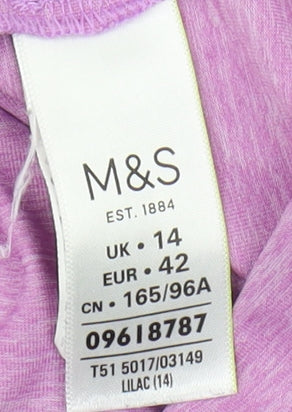 M&S
EST. 1884
UK • 14
EUR • 42
CN • 165/96A
09618787
T51 5017/03149
LILAC (14)